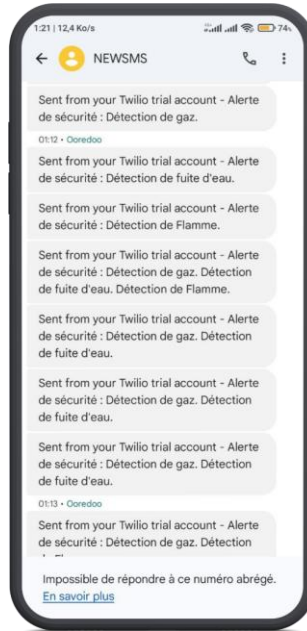 1:21 | 12,4 Ko/s
74
NEWSMS
Sent from your Twilio trial account - Alerte
de sécurité : Détection de gaz.
01:12 • Ooredoo
Sent from your Twilio trial account - Alerte
de sécurité : Détection de fuite d'eau.
Sent from your Twilio trial account - Alerte
de sécurité : Détection de Flamme.
Sent from your Twilio trial account - Alerte
de sécurité : Détection de gaz. Détection
de fuite d'eau. Détection de Flamme.
Sent from your Twilio trial account - Alerte
de sécurité : Détection de gaz. Détection
de fuite d'eau.
Sent from your Twilio trial account - Alerte
de sécurité : Détection de gaz. Détection
de fuite d'eau.
Sent from your Twilio trial account - Alerte
de sécurité : Détection de gaz. Détection
de fuite d'eau.
01:13 • Ooredoo
Sent from your Twilio trial account - Alerte
de sécurité : Détection de gaz. Détection
Impossible de répondre à ce numéro abrégé.
En savoir plus